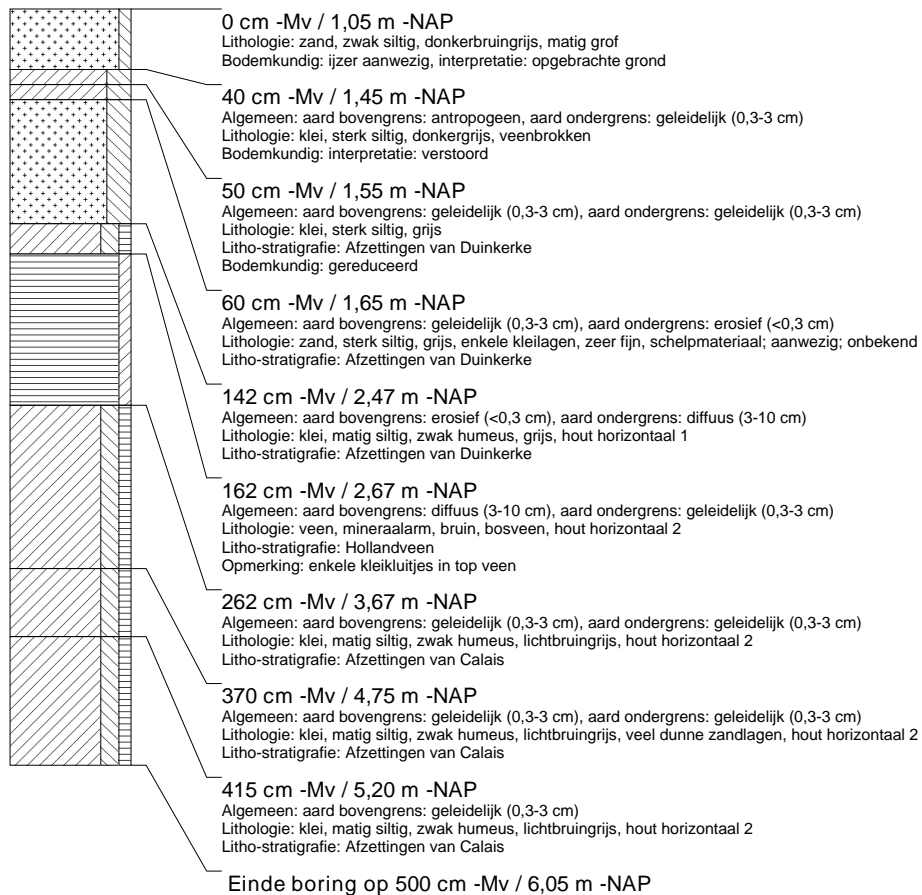 0 cm -Mv / 1,05 m -NAP
Lithologie: zand, zwak siltig, donkerbruingrijs, matig grof
Bodemkundig: ijzer aanwezig, interpretatie: opgebrachte grond
40 cm -Mv / 1,45 m -NAP
Algemeen: aard bovengrens: antropogeen, aard ondergrens: geleidelijk (0,3-3 cm)
Lithologie: klei, sterk siltig, donkergrijs, veenbrokken
Bodemkundig: interpretatie: verstoord
50 cm -Mv / 1,55 m -NAP
Algemeen: aard bovengrens: geleidelijk (0,3-3 cm), aard ondergrens: geleidelijk (0,3-3 cm)
Lithologie: klei, sterk siltig, grijs
Litho-stratigrafie: Afzettingen van Duinkerke
Bodemkundig: gereduceerd
60 cm -Mv / 1,65 m -NAP
Algemeen: aard bovengrens: geleidelijk (0,3-3 cm), aard ondergrens: erosief (<0,3 cm)
Lithologie: zand, sterk siltig, grijs, enkele kleilagen, zeer fijn, schelpmateriaal; aanwezig; onbekend
Litho-stratigrafie: Afzettingen van Duinkerke
142 cm -Mv / 2,47 m -NAP
Algemeen: aard bovengrens: erosief (<0,3 cm), aard ondergrens: diffuus (3-10 cm)
Lithologie: klei, matig siltig, zwak humeus, grijs, hout horizontaal 1
Litho-stratigrafie: Afzettingen van Duinkerke
162 cm -Mv / 2,67 m -NAP
Algemeen: aard bovengrens: diffuus (3-10 cm), aard ondergrens: geleidelijk (0,3-3 cm)
Lithologie: veen, mineraalarm, bruin, bosveen, hout horizontaal 2
Litho-stratigrafie: Hollandveen
Opmerking: enkele kleikluitjes in top veen
262 cm -Mv / 3,67 m -NAP
Algemeen: aard bovengrens: geleidelijk (0,3-3 cm), aard ondergrens: geleidelijk (0,3-3 cm)
Lithologie: klei, matig siltig, zwak humeus, lichtbruingrijs, hout horizontaal 2
Litho-stratigrafie: Afzettingen van Calais
370 cm -Mv / 4,75 m -NAP
Algemeen: aard bovengrens: geleidelijk (0,3-3 cm), aard ondergrens: geleidelijk (0,3-3 cm)
Lithologie: klei, matig siltig, zwak humeus, lichtbruingrijs, veel dunne zandlagen, hout horizontaal 2
Litho-stratigrafie: Afzettingen van Calais
415 cm -Mv / 5,20 m -NAP
Algemeen: aard bovengrens: geleidelijk (0,3-3 cm)
Lithologie: klei, matig siltig, zwak humeus, lichtbruingrijs, hout horizontaal 2
Litho-stratigrafie: Afzettingen van Calais
Einde boring op 500 cm -Mv / 6,05 m -NAP